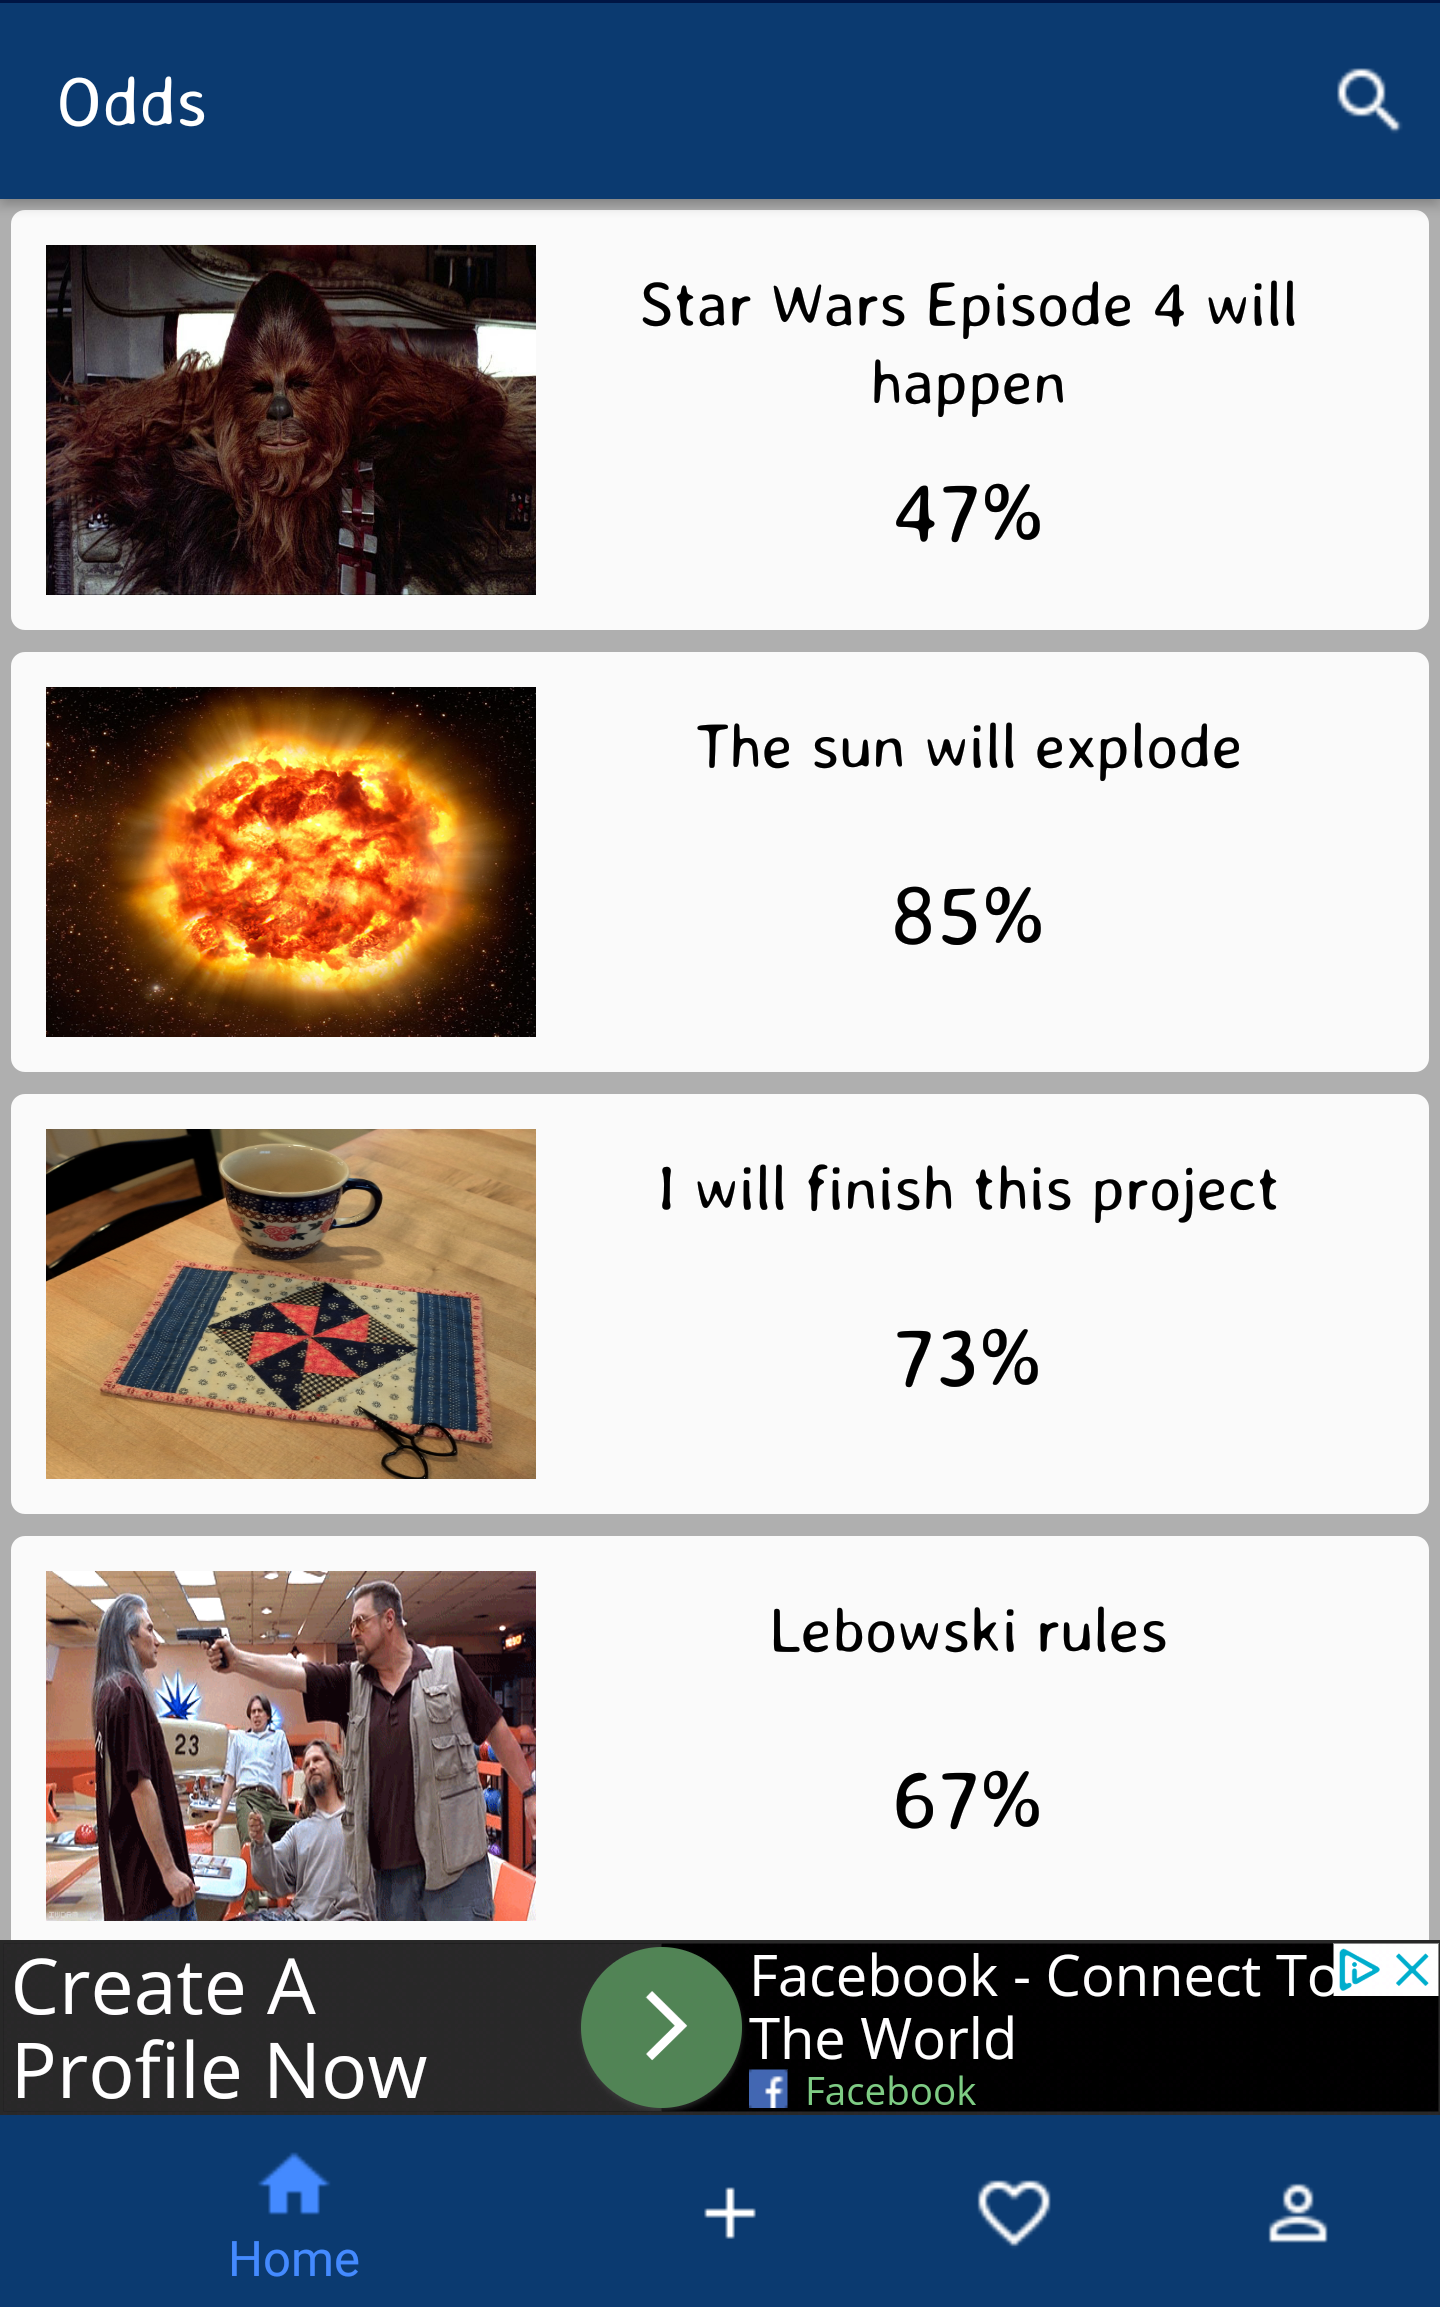 Odds
Star Wars Episode 4 will
happen
47%
The sun will explode
85%
I will finish this project
73%
Lebowski rules
67%
23
Create A
Profile Now
Facebook - Connect To
The World
Facebook
Home